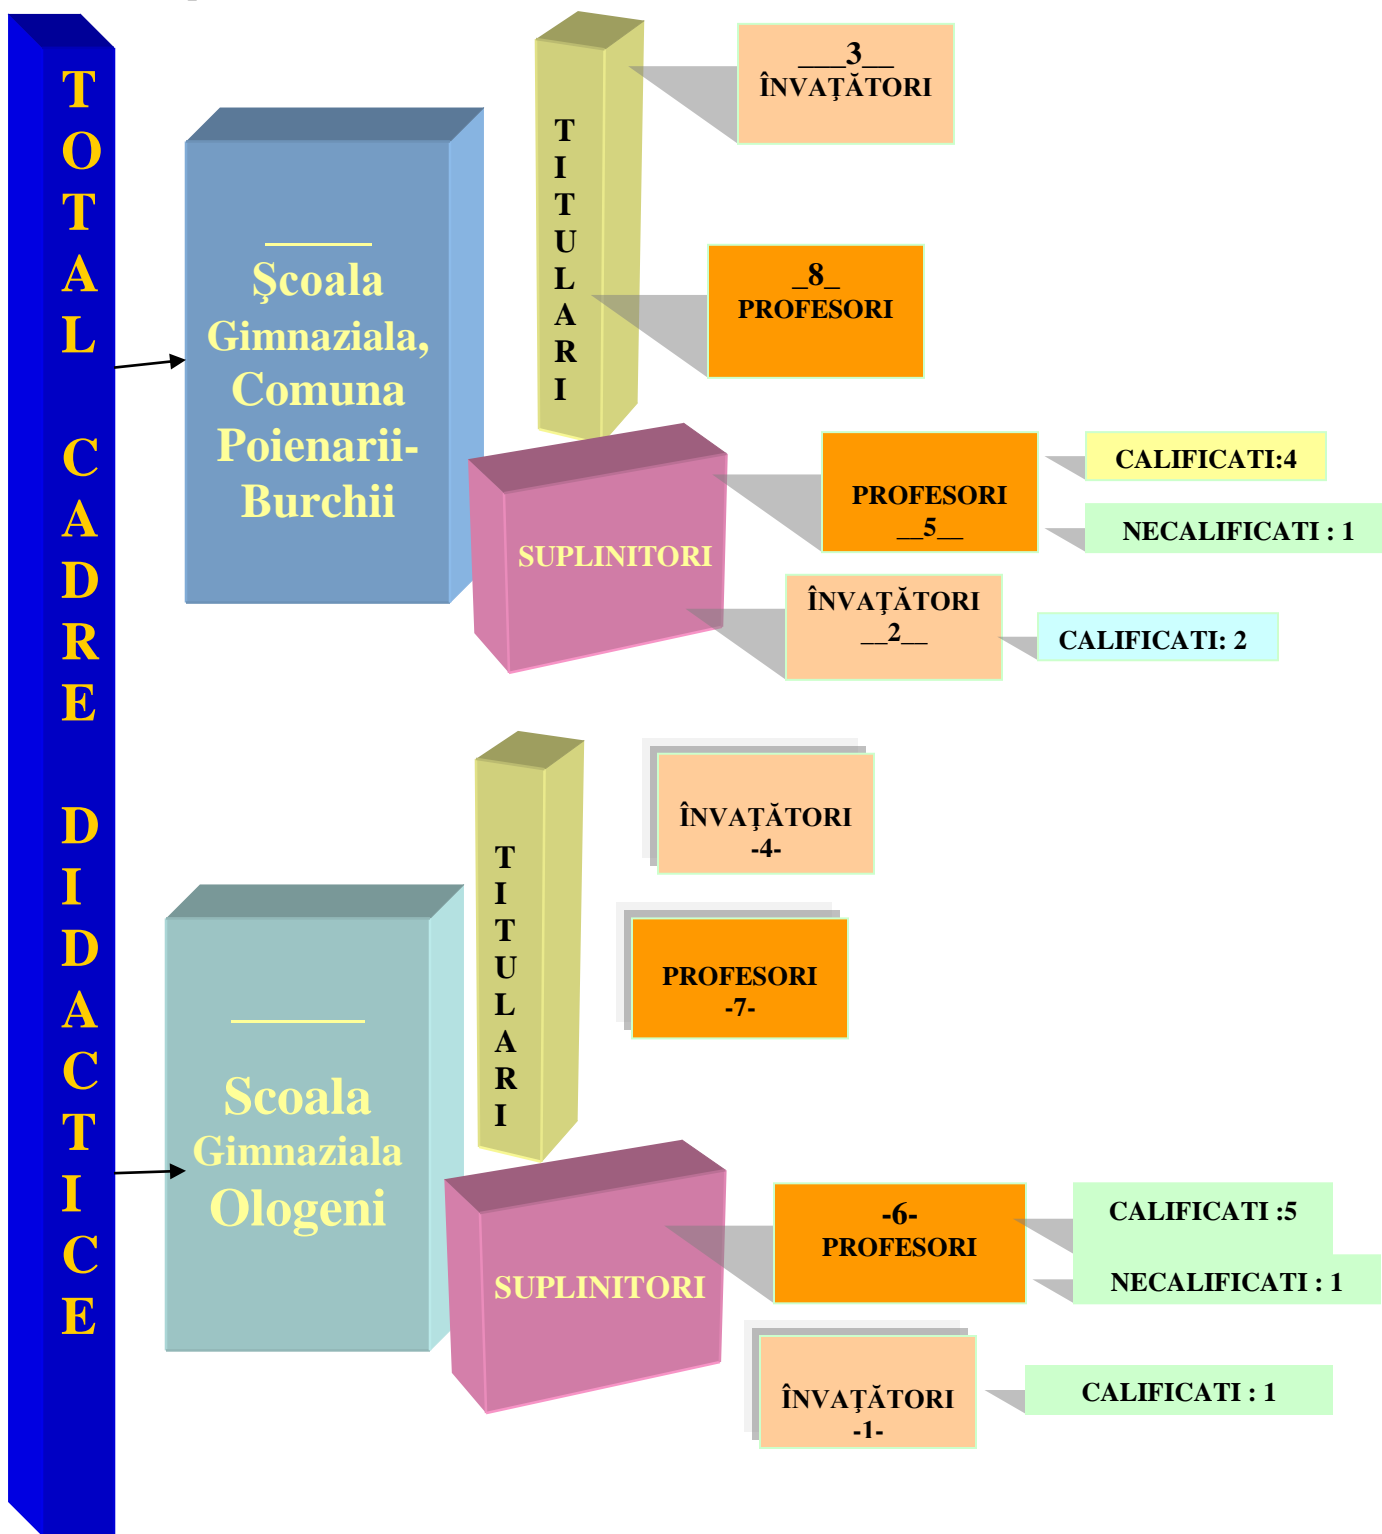 TOTAL CADRE DIDACTICE
Şcoala
Gimnaziala,
Comuna
Poienarii-
Burchii
TITULARI
___3__
ÎNVAŢĂTORI
_8_
PROFESORI
SUPLINITORI
PROFESORI
__5__
CALIFICATI:4
NECALIFICATI : 1
ÎNVAŢĂTORI
__2__
CALIFICATI: 2
Scoala
Gimnaziala
Ologeni
TITULARI
ÎNVAŢĂTORI
-4-
PROFESORI
-7-
SUPLINITORI
-6-
PROFESORI
CALIFICATI :5
NECALIFICATI : 1
ÎNVAŢĂTORI
-1-
CALIFICATI : 1